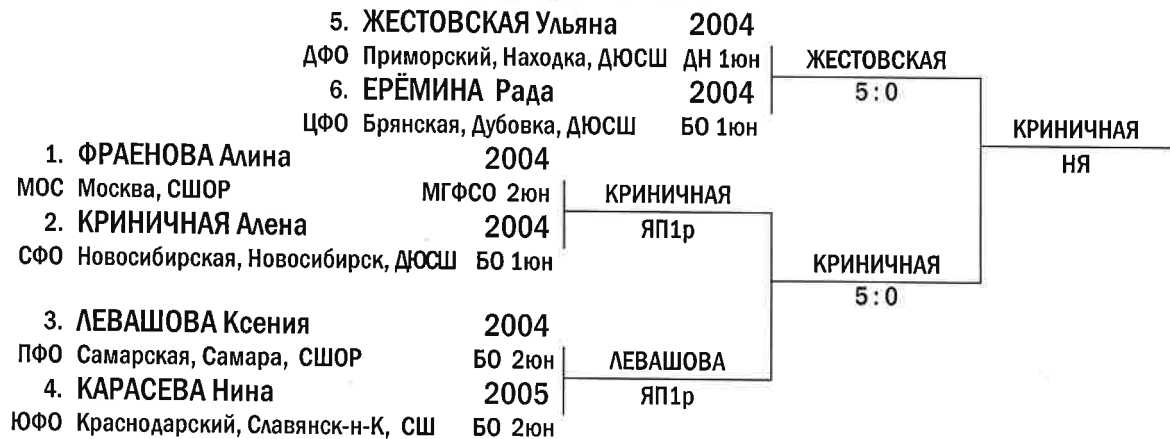 5. ЖЕСТОВСКАЯ Ульяна 2004
ДФО Приморский, Находка, ДЮСШ ДН 1юн
ЖЕСТОВСКАЯ
5:0
6. ЕРЁМИНА Рада 2004
ЦФО Брянская, Дубовка, ДЮСШ БО 1юн
КРИНИЧНАЯ
НЯ
1. ФРАЕНОВА Алина 2004
МОС Москва, СШОР МГФСО 2юн
КРИНИЧНАЯ
ЯП1р
2. КРИНИЧНАЯ Алена 2004
СФО Новосибирская, Новосибирск, ДЮСШ БО 1юн
КРИНИЧНАЯ
5:0
3. ЛЕВАШОВА Ксения 2004
ПФО Самарская, Самара, СШОР БО 2юн
ЛЕВАШОВА
ЯП1р
4. КАРАСЕВА Нина 2005
ЮФО Краснодарский, Славянск-н-К, СШ БО 2юн